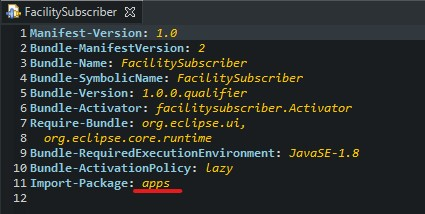 FacilitySubscriber
1 Manifest-Version: 1.0
2 Bundle-ManifestVersion: 2
3 Bundle-Name: FacilitySubscriber
4 Bundle-SymbolicName: FacilitySubscriber
5 Bundle-Version: 1.0.0.qualifier
6 Bundle-Activator: facilitysubscriber.Activator
7 Require-Bundle: org.eclipse.ui,
8 org.eclipse.core.runtime
9 Bundle-RequiredExecutionEnvironment: JavaSE-1.8
10 Bundle-ActivationPolicy: lazy
11 Import-Package: apps
12